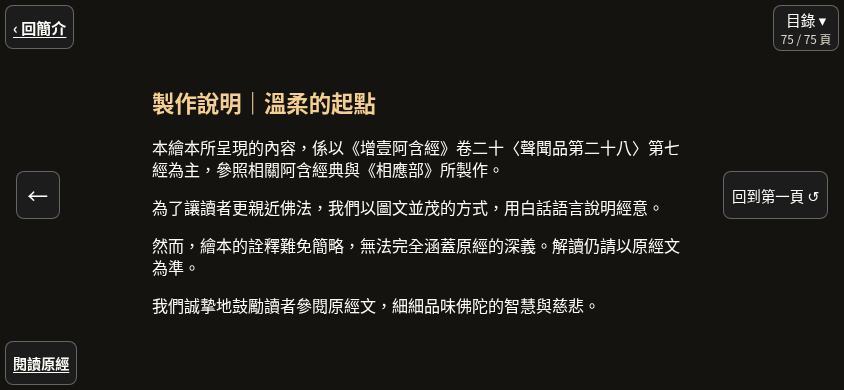 ‹ 回簡介
目錄 ▾
75 / 75 頁
製作說明｜溫柔的起點
本繪本所呈現的內容，係以《增壹阿含經》卷二十〈聲聞品第二十八〉第七
經為主，參照相關阿含經典與《相應部》所製作。
為了讓讀者更親近佛法，我們以圖文並茂的方式，用白話語言說明經意。
然而，繪本的詮釋難免簡略，無法完全涵蓋原經的深義。解讀仍請以原經文
為準。
我們誠摯地鼓勵讀者參閱原經文，細細品味佛陀的智慧與慈悲。
←
回到第一頁 ↺
閱讀原經